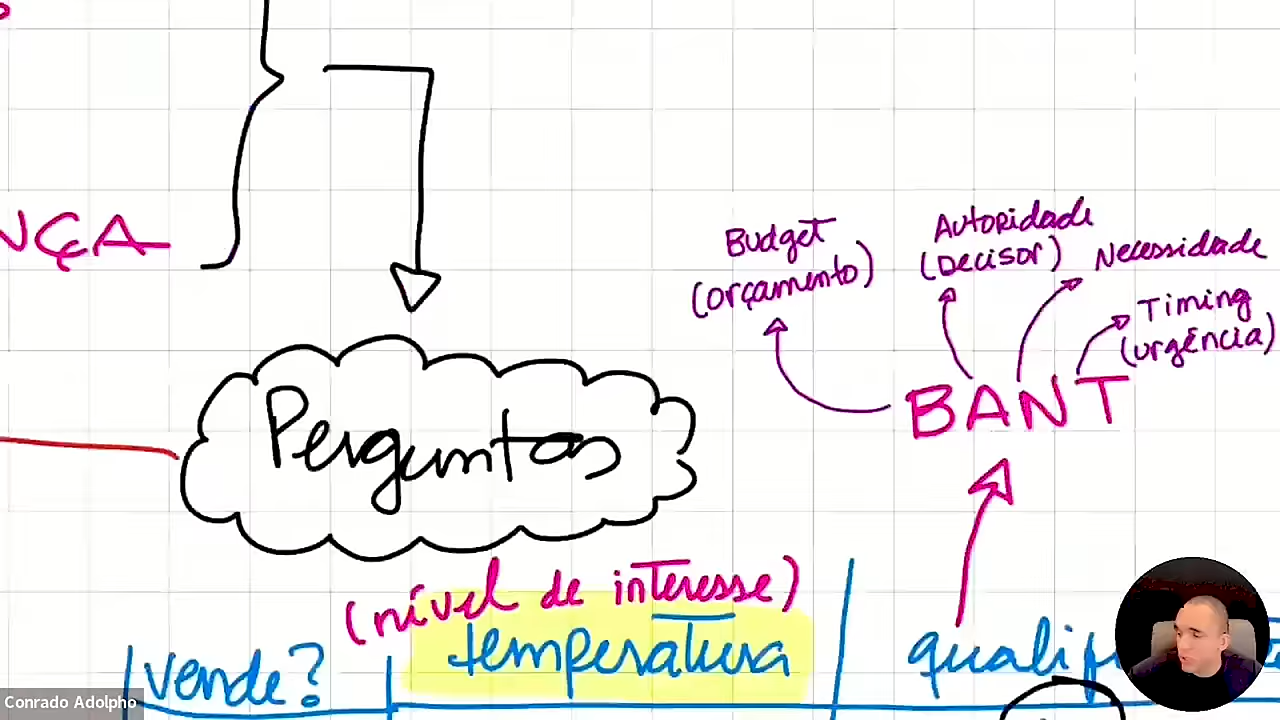 NÇA
Budget
(orçamento)
Autoridade
(Decisor)
Necessidade
Timing
(urgência)
BANT
Perguntas
(nível de interesse)
vende?
temperatura
Conrado Adolpho